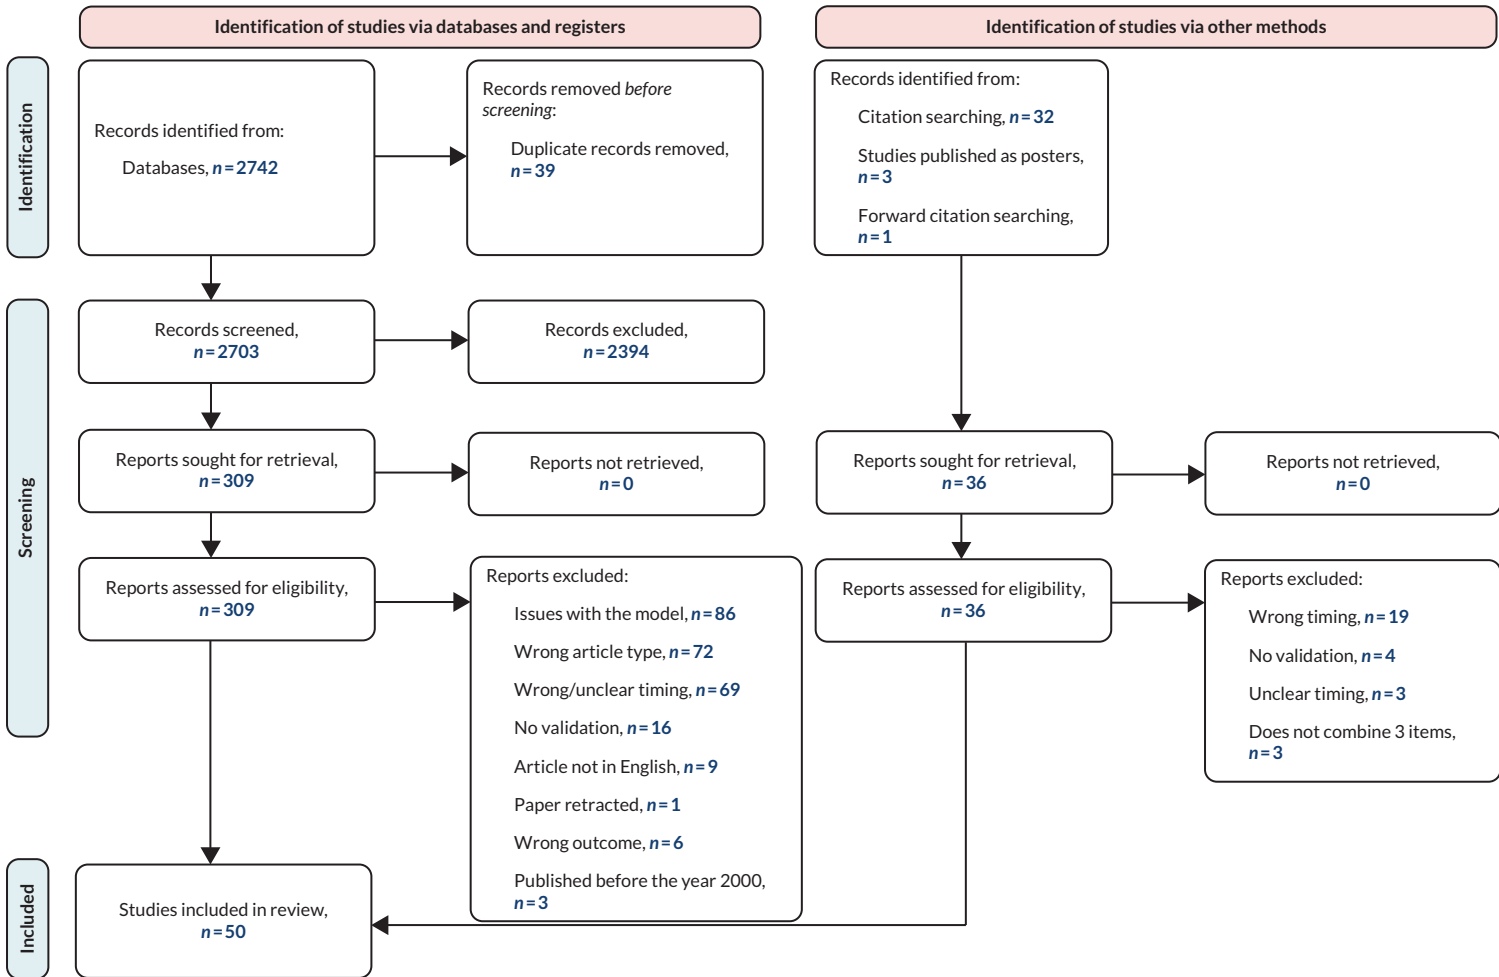 Identification of studies via databases and registers
Identification of studies via other methods
Identification
Records identified from:
Databases, n=2742
Records removed before
screening:
Duplicate records removed,
n=39
Records identified from:
Citation searching, n=32
Studies published as posters,
n=3
Forward citation searching,
n=1
Screening
Records screened,
n=2703
Records excluded,
n=2394
Reports sought for retrieval,
n=309
Reports not retrieved,
n=0
Reports sought for retrieval,
n=36
Reports not retrieved,
n=0
Reports assessed for eligibility,
n=309
Reports excluded:
Issues with the model, n=86
Wrong article type, n=72
Wrong/unclear timing, n=69
No validation, n=16
Article not in English, n=9
Paper retracted, n=1
Wrong outcome, n=6
Published before the year 2000,
n=3
Reports assessed for eligibility,
n=36
Reports excluded:
Wrong timing, n=19
No validation, n=4
Unclear timing, n=3
Does not combine 3 items,
n=3
Included
Studies included in review,
n=50